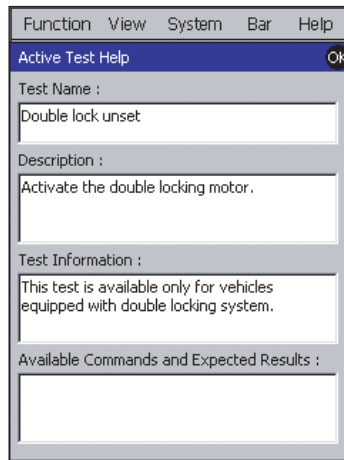 Function View System Bar Help
Active Test Help OK
Test Name :
Double lock unset
Description :
Activate the double locking motor.
Test Information :
This test is available only for vehicles
equipped with double locking system.
Available Commands and Expected Results :